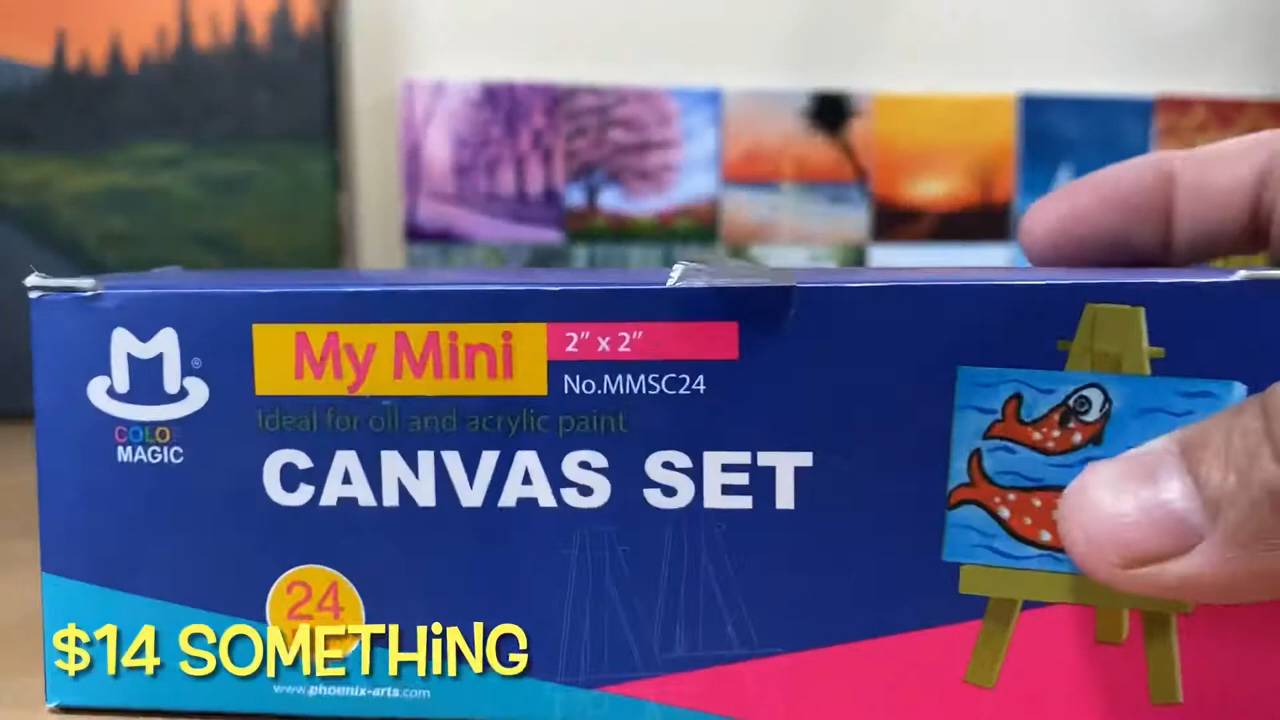 My Mini
2” x 2”
No.MMSC24
Ideal for oil and acrylic paint
COLOR
MAGIC
®
CANVAS SET
24
$14 SOMETHiNG
www.phoenix-arts.com